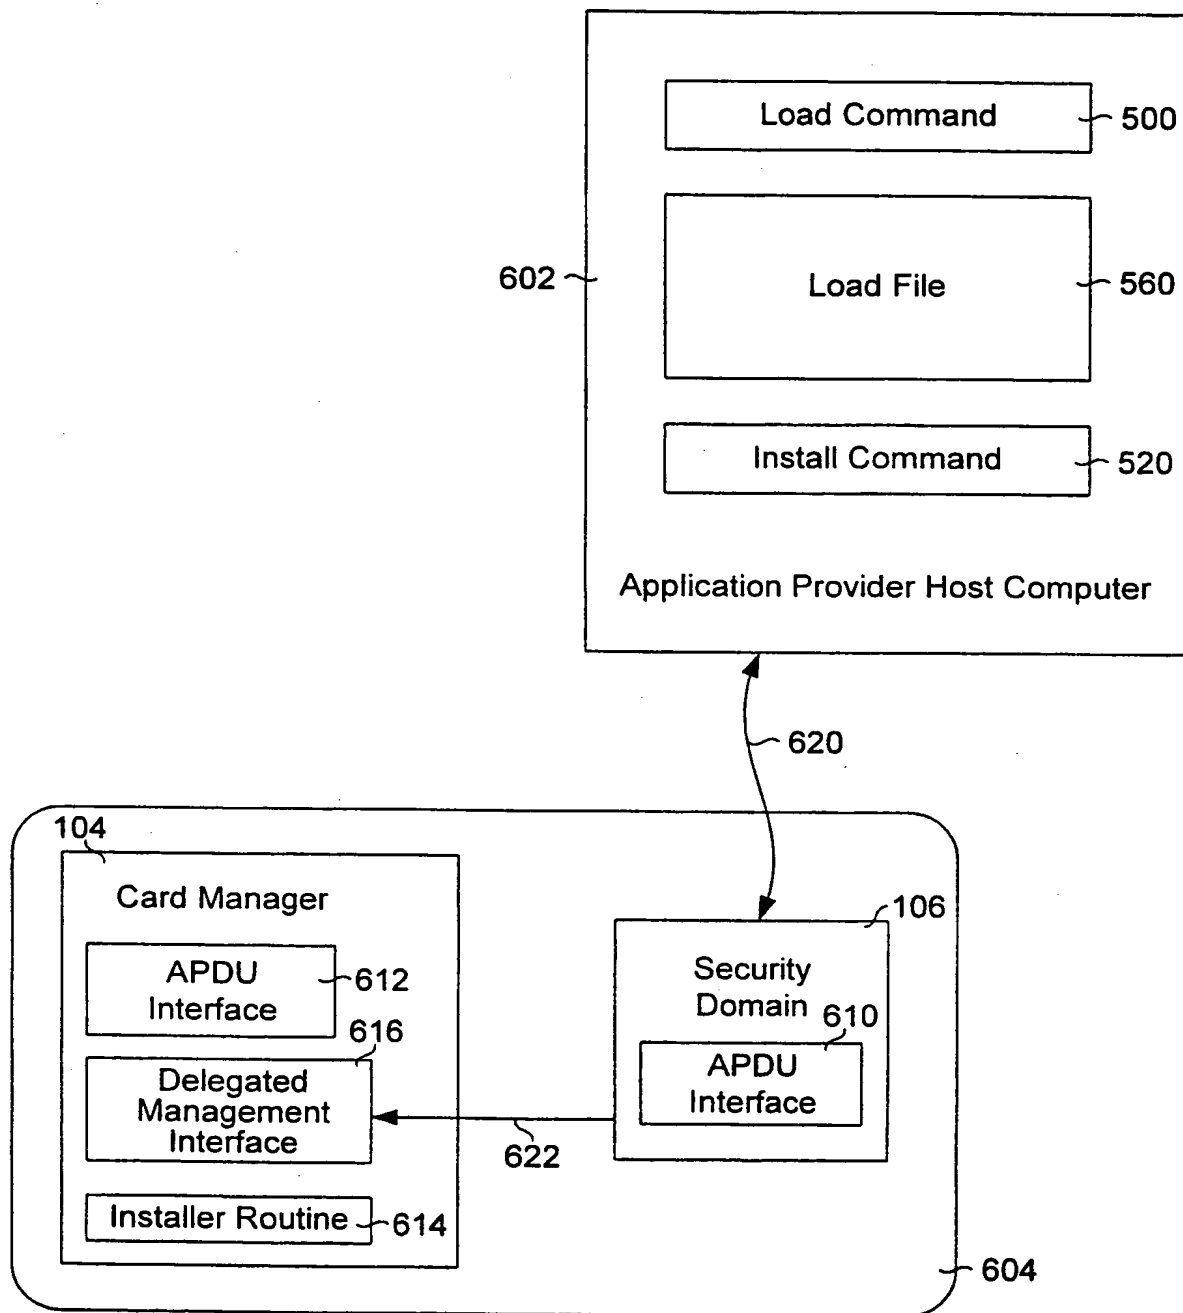 Load Command
500
602
Load File
560
Install Command
520
Application Provider Host Computer
620
104
Card Manager
106
APDU
Interface
612
Security
Domain
616
610
Delegated
Management
Interface
APDU
Interface
622
Installer Routine
614
604